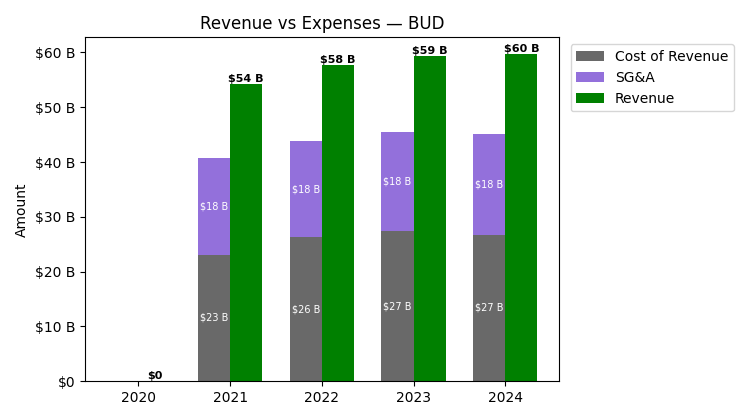 Revenue vs Expenses — BUD
Cost of Revenue
SG&A
Revenue
Amount
$60 B
$50 B
$40 B
$30 B
$20 B
$10 B
$0
$0
$54 B
$58 B
$59 B
$60 B
$18 B
$18 B
$18 B
$18 B
$23 B
$26 B
$27 B
$27 B
2020
2021
2022
2023
2024